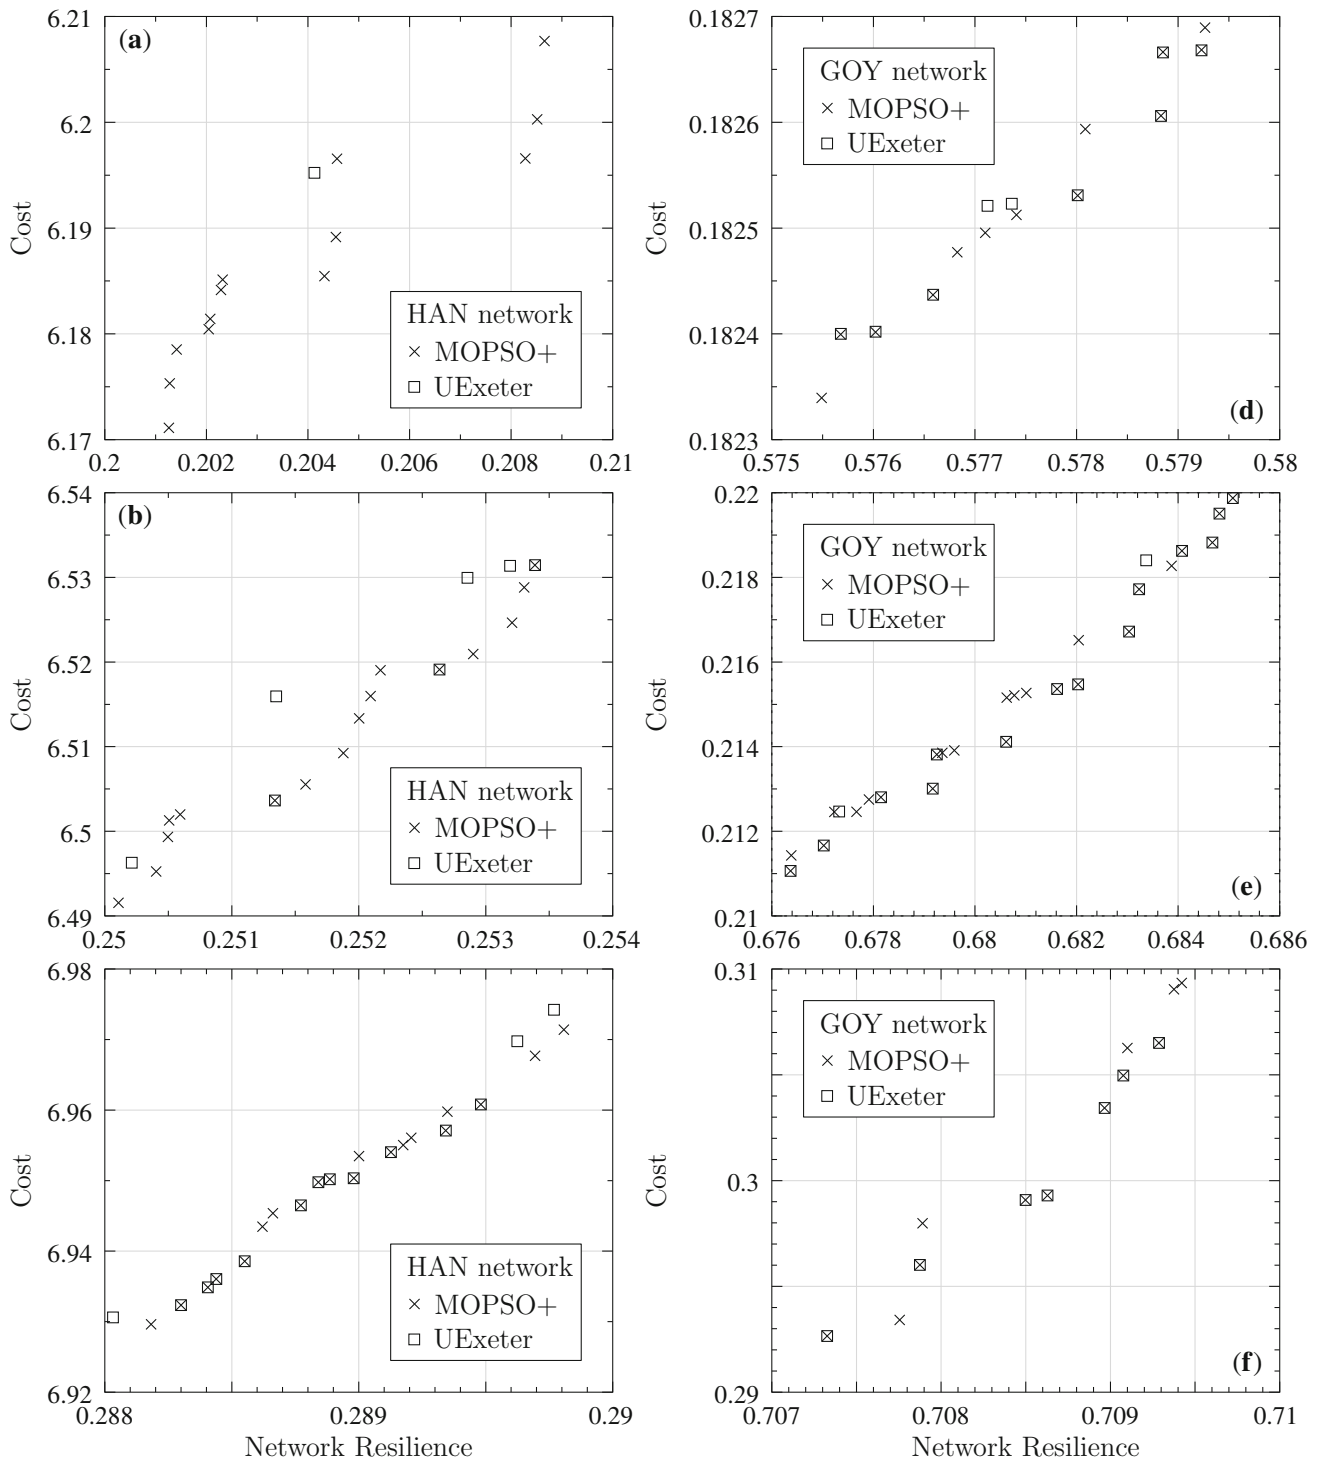 (a)
6.21
6.2
6.19
6.18
6.17
Cost
HAN network
× MOPSO+
□ UExeter
0.2 0.202 0.204 0.206 0.208 0.21
(d)
0.1827
0.1826
0.1825
0.1824
0.1823
Cost
GOY network
× MOPSO+
□ UExeter
0.575 0.576 0.577 0.578 0.579 0.58
(b)
6.54
6.53
6.52
6.51
6.5
6.49
Cost
HAN network
× MOPSO+
□ UExeter
0.25 0.251 0.252 0.253 0.254
(e)
0.22
0.218
0.216
0.214
0.212
0.21
Cost
GOY network
× MOPSO+
□ UExeter
0.676 0.678 0.68 0.682 0.684 0.686
6.98
6.96
6.94
6.92
Cost
HAN network
× MOPSO+
□ UExeter
0.288 0.289 0.29
Network Resilience
(f)
0.31
0.3
0.29
Cost
GOY network
× MOPSO+
□ UExeter
0.707 0.708 0.709 0.71
Network Resilience